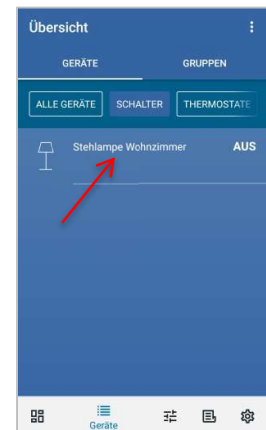 Übersicht
GERÄTE GRUPPEN
ALLE GERÄTE SCHALTER THERMOSTATE
Stehlampe Wohnzimmer AUS
Geräte